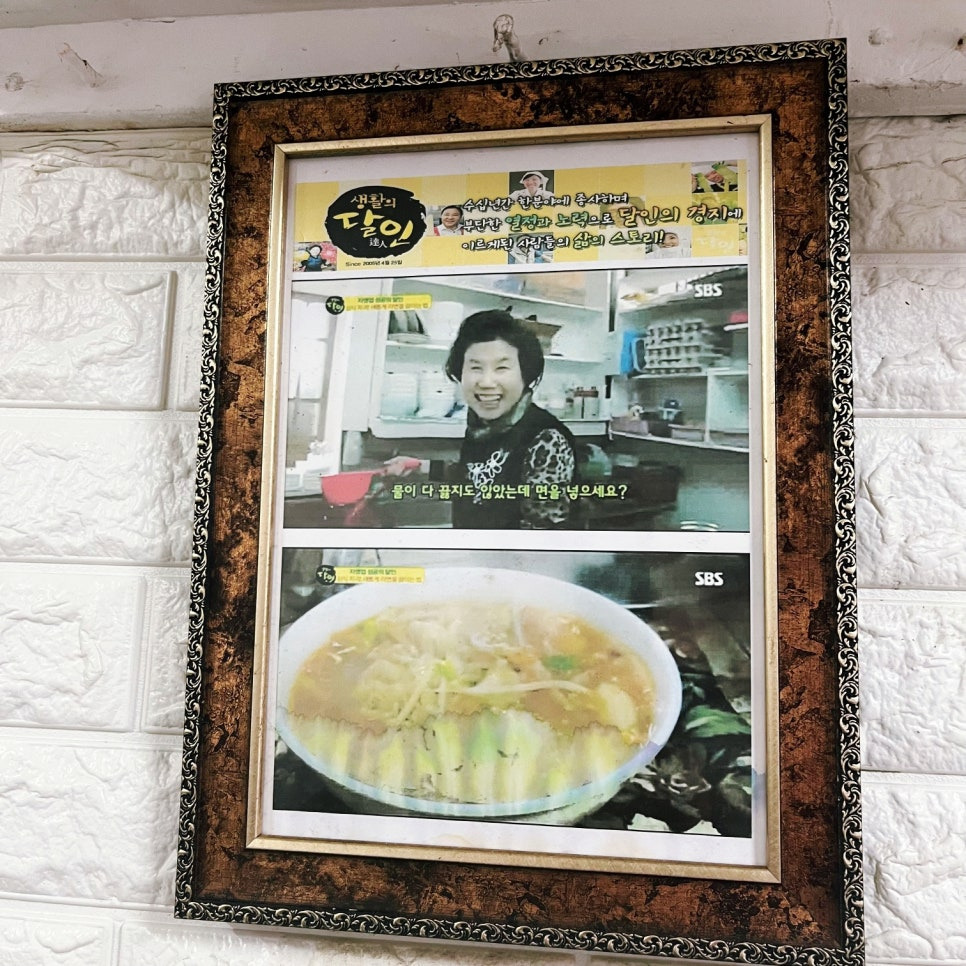 생활의
달인
達人
Since 2005년 4월 25일
수십년간 한분야에 종사하며
부단한 열정과 노력으로 달인의 경지에
이르게된 사람들의 삶의 스토리!
SBS
물이 다 끓지도 않았는데 면을 넣으세요?
SBS